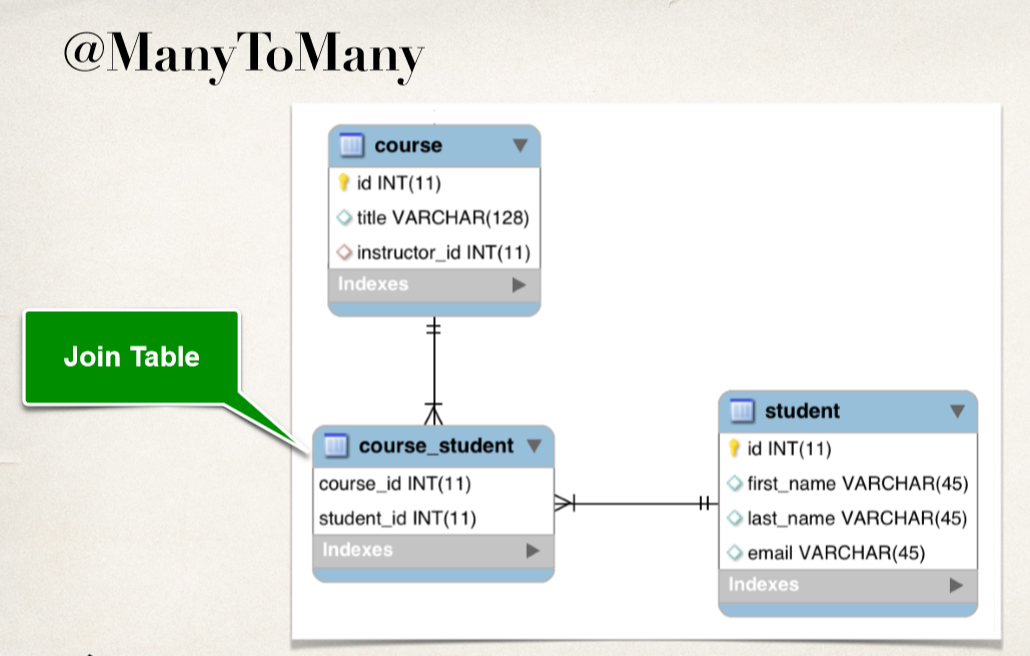 @ManyToMany
course
id INT(11)
title VARCHAR(128)
instructor_id INT(11)
Indexes
Join Table
course_student
course_id INT(11)
student_id INT(11)
Indexes
student
id INT(11)
first_name VARCHAR(45)
last_name VARCHAR(45)
email VARCHAR(45)
Indexes